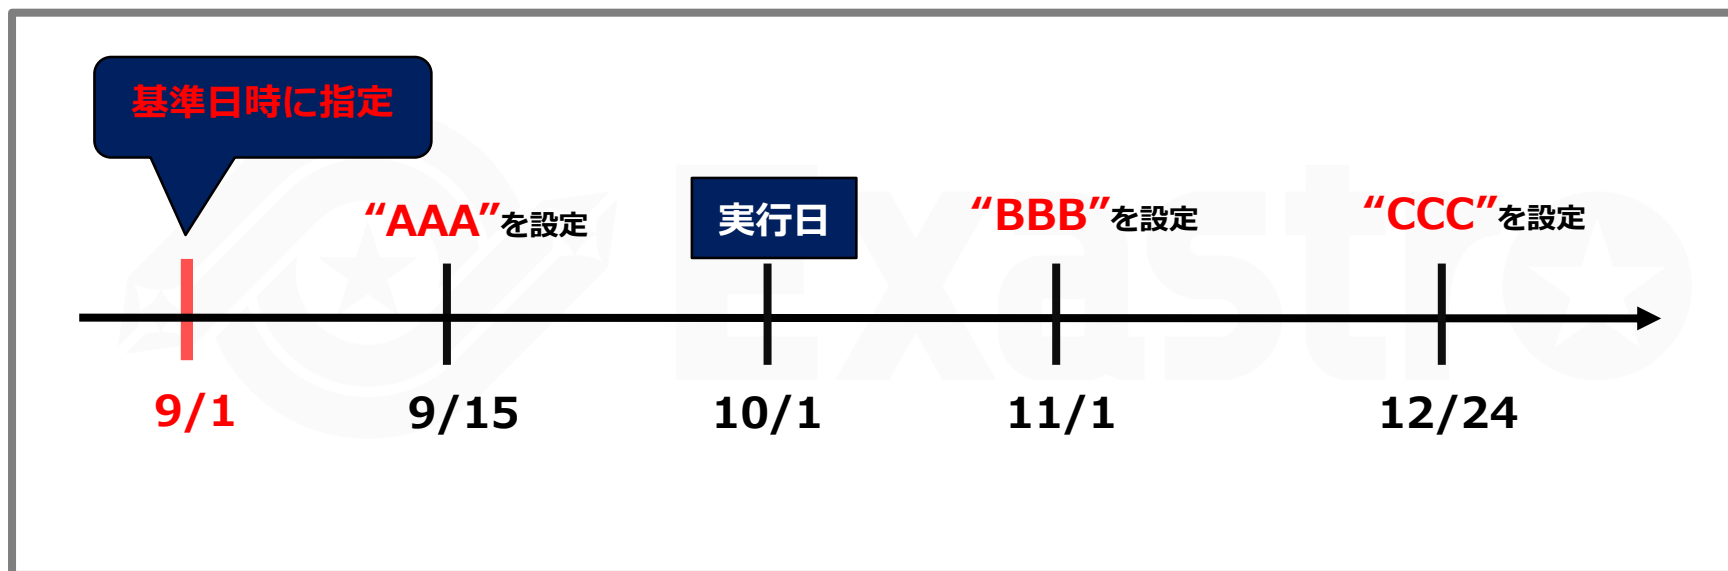 基準日時に指定
“AAA”を設定
実行日
“BBB”を設定
“CCC”を設定
Exastro
9/1
9/15
10/1
11/1
12/24